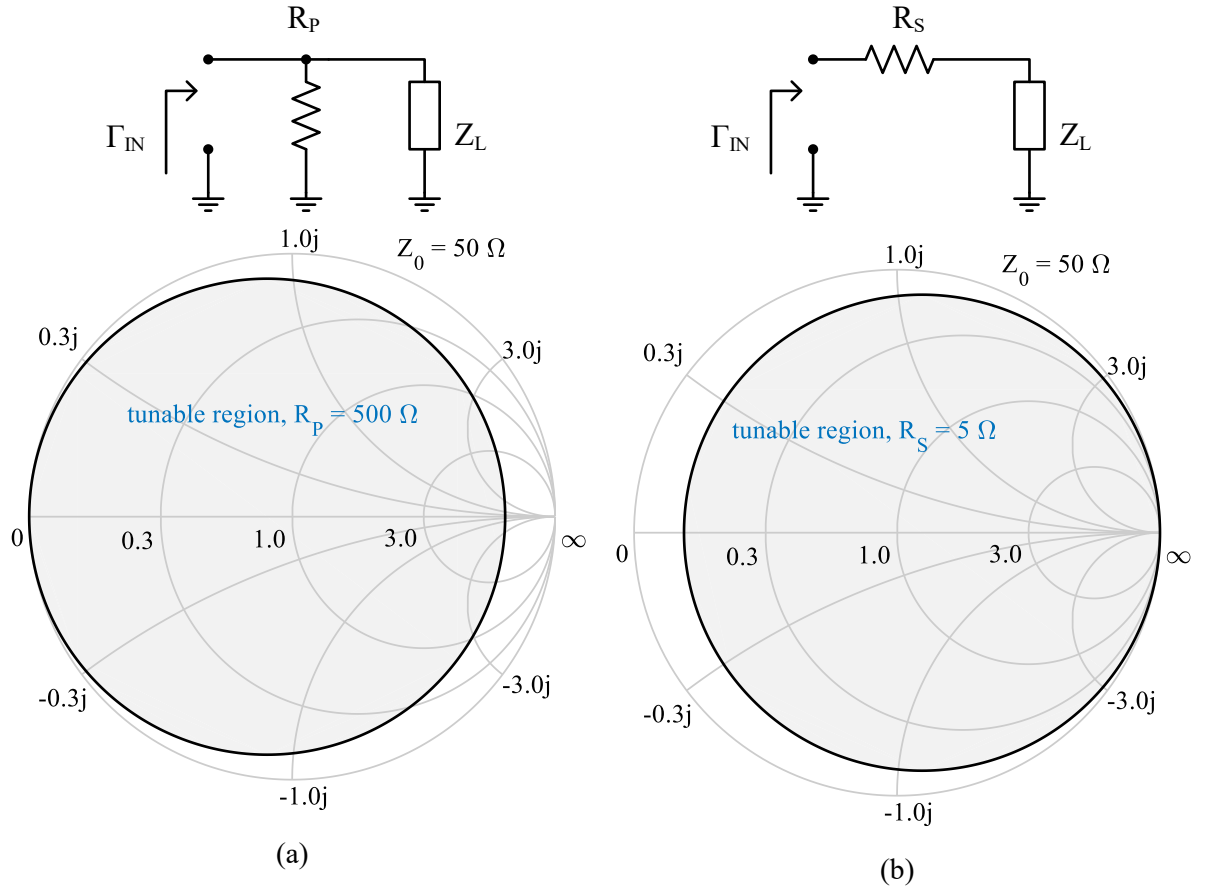 R_P
Γ_IN
Z_L
1.0j
Z_0 = 50 Ω
0.3j
3.0j
tunable region, R_P = 500 Ω
0
0.3
1.0
3.0
∞
-0.3j
-3.0j
-1.0j
(a)
R_S
Γ_IN
Z_L
1.0j
Z_0 = 50 Ω
0.3j
3.0j
tunable region, R_S = 5 Ω
0
0.3
1.0
3.0
∞
-0.3j
-3.0j
-1.0j
(b)